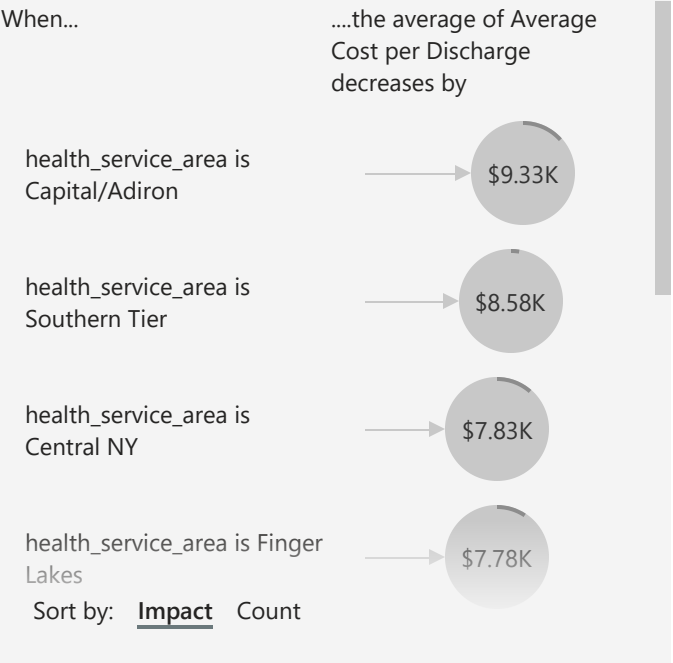 When...
....the average of Average
Cost per Discharge
decreases by
health_service_area is
Capital/Adiron
$9.33K
health_service_area is
Southern Tier
$8.58K
health_service_area is
Central NY
$7.83K
health_service_area is Finger
Lakes
$7.78K
Sort by: Impact Count